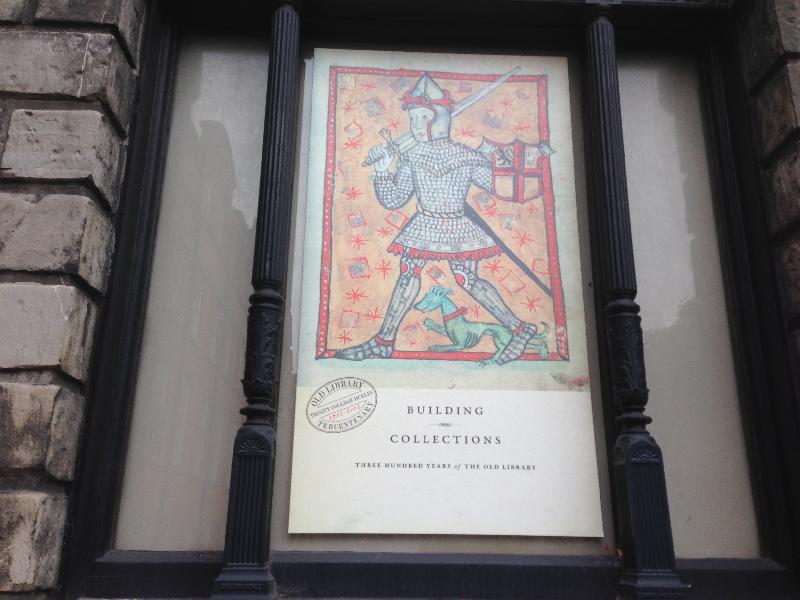 OLD LIBRARY
TRINITY COLLEGE DUBLIN
1712-2012
TERCENTENARY
BUILDING
COLLECTIONS
THREE HUNDRED YEARS of THE OLD LIBRARY